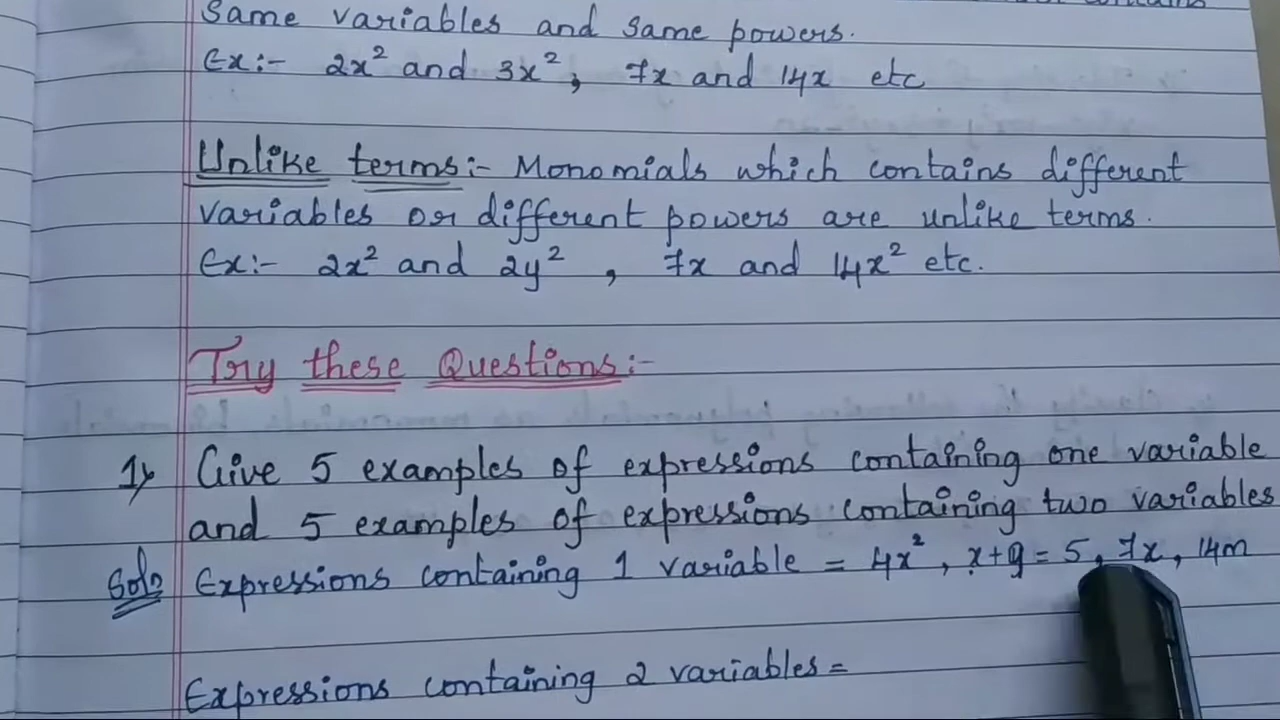 Same variables and same powers.
Ex:- 2x² and 3x², 7x and 14x etc
Unlike terms:- Monomials which contains different
variables or different powers are unlike terms.
Ex:- 2x² and 2y², 7x and 14x² etc.
Try these Questions:-
1) Give 5 examples of expressions containing one variable
and 5 examples of expressions containing two variables
Soln Expressions containing 1 variable = 4x², x+9=5, 7x, 14m
Expressions containing 2 variables=